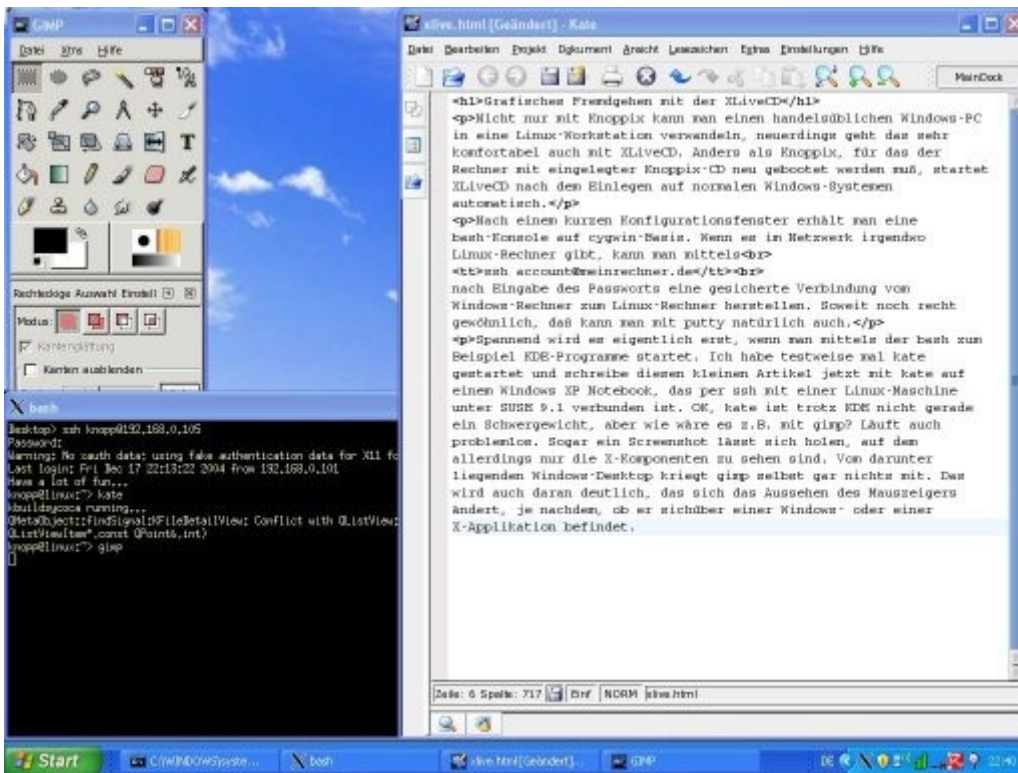 GIMP
Datei Xtns Hilfe
Rechteckige Auswahl Einstell
Modus:
Kantenglättung
Kanten ausblenden
bash
Desktop> ssh knopp@192.168.0.105
Password:
Warning: No xauth data; using fake authentication data for X11 fo
Last login: Fri Dec 17 22:13:22 2004 from 192.168.0.101
Have a lot of fun...
knopp@linux:~> kate
kbuildsycoca running...
QMetaObject::findSignal:KFileDetailView: Conflict with QListView:
QListViewItem*,const QPoint&,int)
knopp@linux:~> gimp
xlive.html [Geändert] - Kate
Datei Bearbeiten Projekt Dokument Ansicht Lesezeichen Extras Einstellungen Hilfe
MainDock
<h1>Grafisches Fremdgehen mit der XLiveCD</h1>
<p>Nicht nur mit Knoppix kann man einen handelsüblichen Windows-PC
in eine Linux-Workstation verwandeln, neuerdings geht das sehr
komfortabel auch mit XLiveCD. Anders als Knoppix, für das der
Rechner mit eingelegter Knoppix-CD neu gebootet werden muß, startet
XLiveCD nach dem Einlegen auf normalen Windows-Systemen
automatisch.</p>
<p>Nach einem kurzen Konfigurationsfenster erhält man eine
bash-Konsole auf cygwin-Basis. Wenn es im Netzwerk irgendwo
Linux-Rechner gibt, kann man mittels<br>
<tt>ssh account@meinrechner.de</tt><br>
nach Eingabe des Passworts eine gesicherte Verbindung vom
Windows-Rechner zum Linux-Rechner herstellen. Soweit noch recht
gewöhnlich, daß kann man mit putty natürlich auch.</p>
<p>Spannend wird es eigentlich erst, wenn man mittels der bash zum
Beispiel KDE-Programme startet. Ich habe testweise mal kate
gestartet und schreibe diesen kleinen Artikel jetzt mit kate auf
einem Windows XP Notebook, das per ssh mit einer Linux-Maschine
unter SUSE 9.1 verbunden ist. OK, kate ist trotz KDE nicht gerade
ein Schwergewicht, aber wie wäre es z.B. mit gimp? Läuft auch
problemlos. Sogar ein Screenshot lässt sich holen, auf dem
allerdings nur die X-Komponenten zu sehen sind. Vom darunter
liegenden Windows-Desktop kriegt gimp selbst gar nichts mit. Das
wird auch daran deutlich, das sich das Aussehen des Mauszeigers
ändert, je nachdem, ob er sichüber einer Windows- oder einer
X-Applikation befindet.
Zeile: 6 Spalte: 717 Einf NORM xlive.html
Start C:\WINDOWS\syste... bash xlive.html [Geändert]... GIMP DE 22:40